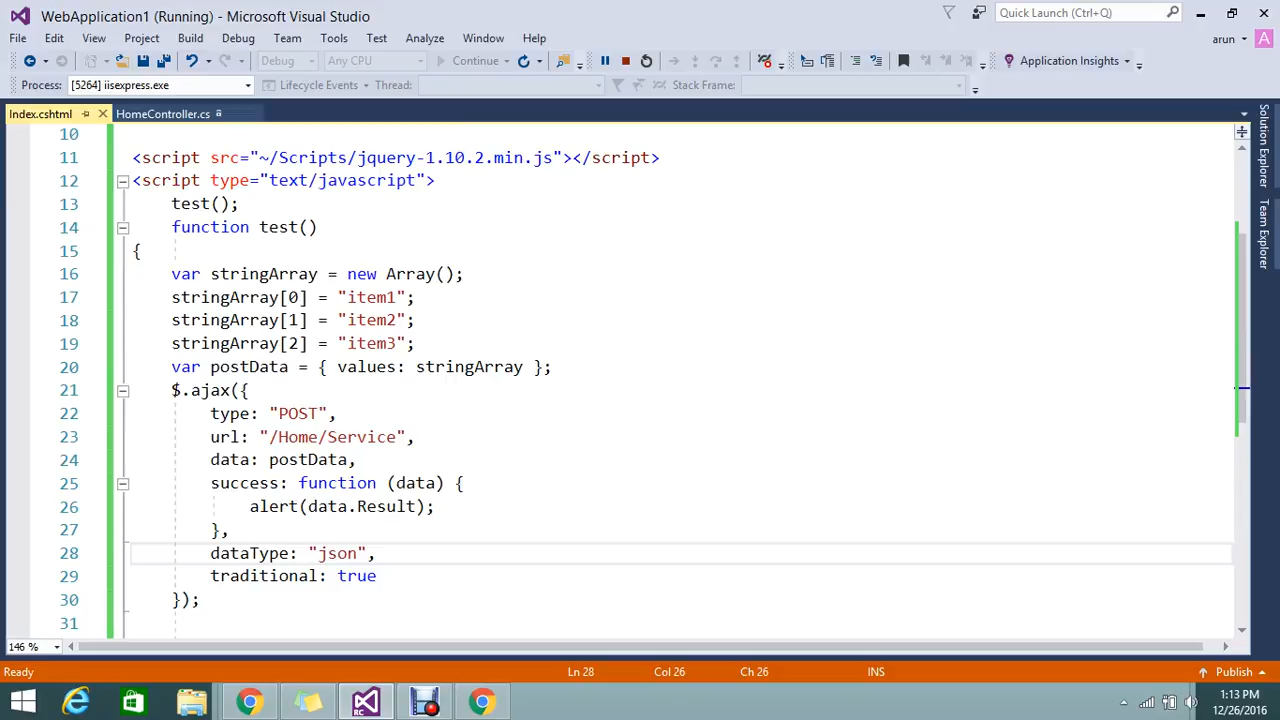 WebApplication1 (Running) - Microsoft Visual Studio
Quick Launch (Ctrl+Q)
File Edit View Project Build Debug Team Tools Test Analyze Window Help
arun A
Debug Any CPU Continue Application Insights
Process: [5264] iisexpress.exe Lifecycle Events Thread: Stack Frame:
Index.cshtml HomeController.cs
Solution Explorer
Team Explorer
10
11 <script src="~/Scripts/jquery-1.10.2.min.js"></script>
12 <script type="text/javascript">
13 test();
14 function test()
15 {
16 var stringArray = new Array();
17 stringArray[0] = "item1";
18 stringArray[1] = "item2";
19 stringArray[2] = "item3";
20 var postData = { values: stringArray };
21 $.ajax({
22 type: "POST",
23 url: "/Home/Service",
24 data: postData,
25 success: function (data) {
26 alert(data.Result);
27 },
28 dataType: "json",
29 traditional: true
30 });
31
146 %
Ready Ln 28 Col 26 Ch 26 INS Publish
RC
1:13 PM
12/26/2016